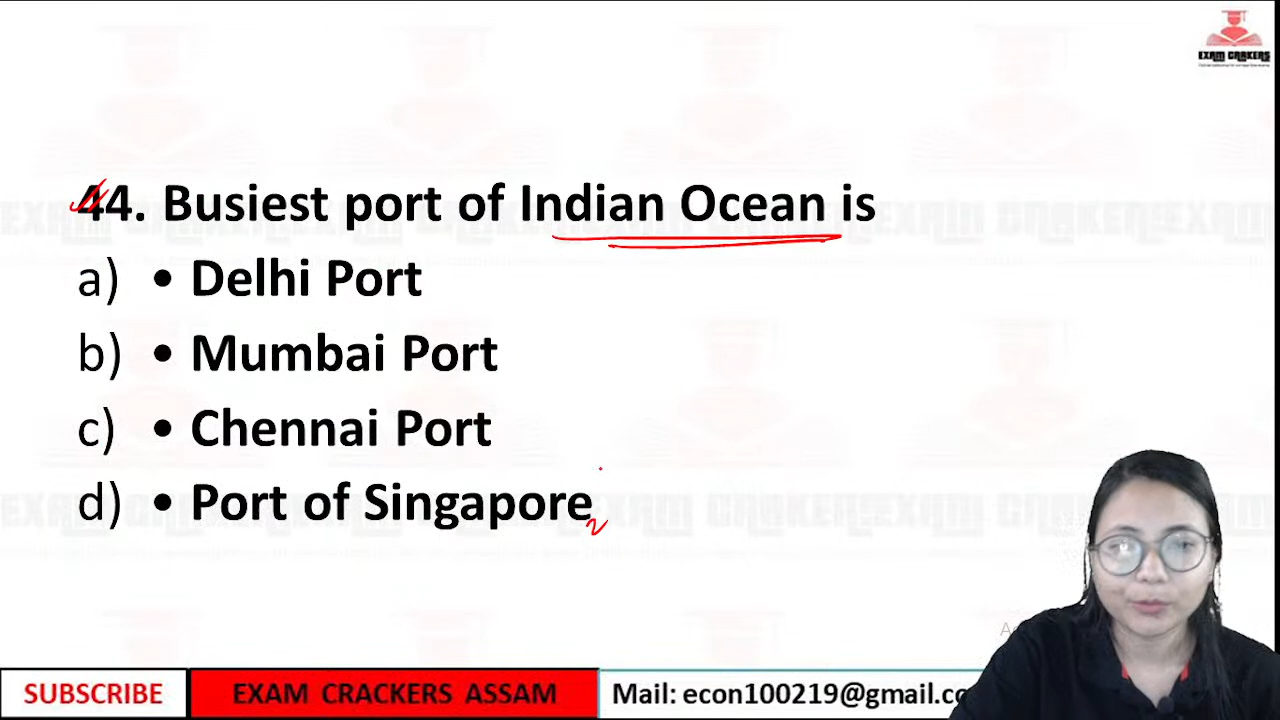 EXAM CRAKERS
44. Busiest port of Indian Ocean is
a) • Delhi Port
b) • Mumbai Port
c) • Chennai Port
d) • Port of Singapore
SUBSCRIBE
EXAM CRACKERS ASSAM
Mail: econ100219@gmail.co